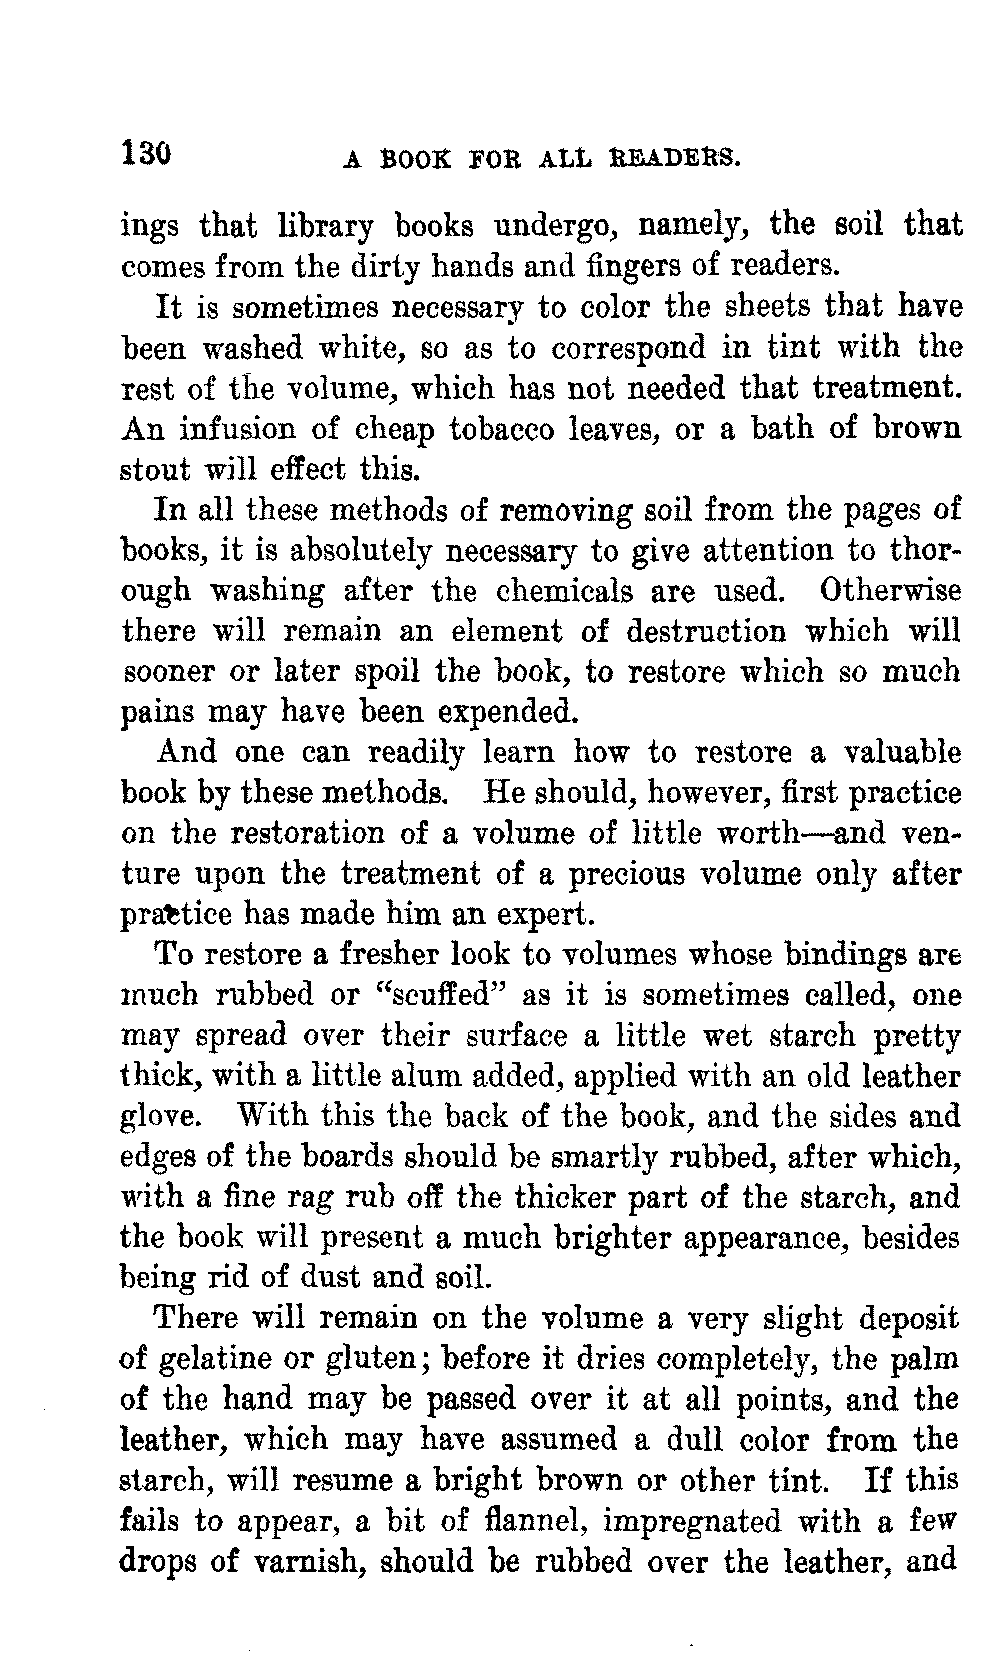 130 A BOOK FOR ALL READERS.
ings that library books undergo, namely, the soil that
comes from the dirty hands and fingers of readers.
It is sometimes necessary to color the sheets that have
been washed white, so as to correspond in tint with the
rest of the volume, which has not needed that treatment.
An infusion of cheap tobacco leaves, or a bath of brown
stout will effect this.
In all these methods of removing soil from the pages of
books, it is absolutely necessary to give attention to thor-
ough washing after the chemicals are used. Otherwise
there will remain an element of destruction which will
sooner or later spoil the book, to restore which so much
pains may have been expended.
And one can readily learn how to restore a valuable
book by these methods. He should, however, first practice
on the restoration of a volume of little worth—and ven-
ture upon the treatment of a precious volume only after
practice has made him an expert.
To restore a fresher look to volumes whose bindings are
much rubbed or “scuffed” as it is sometimes called, one
may spread over their surface a little wet starch pretty
thick, with a little alum added, applied with an old leather
glove. With this the back of the book, and the sides and
edges of the boards should be smartly rubbed, after which,
with a fine rag rub off the thicker part of the starch, and
the book will present a much brighter appearance, besides
being rid of dust and soil.
There will remain on the volume a very slight deposit
of gelatine or gluten; before it dries completely, the palm
of the hand may be passed over it at all points, and the
leather, which may have assumed a dull color from the
starch, will resume a bright brown or other tint. If this
fails to appear, a bit of flannel, impregnated with a few
drops of varnish, should be rubbed over the leather, and